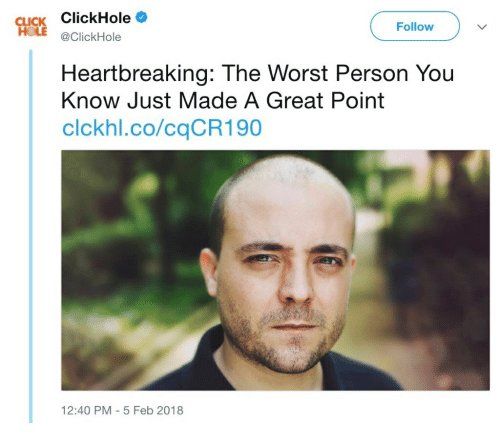 CLICK
HOLE
ClickHole
@ClickHole
Follow
Heartbreaking: The Worst Person You
Know Just Made A Great Point
clckhl.co/cqCR190
12:40 PM - 5 Feb 2018